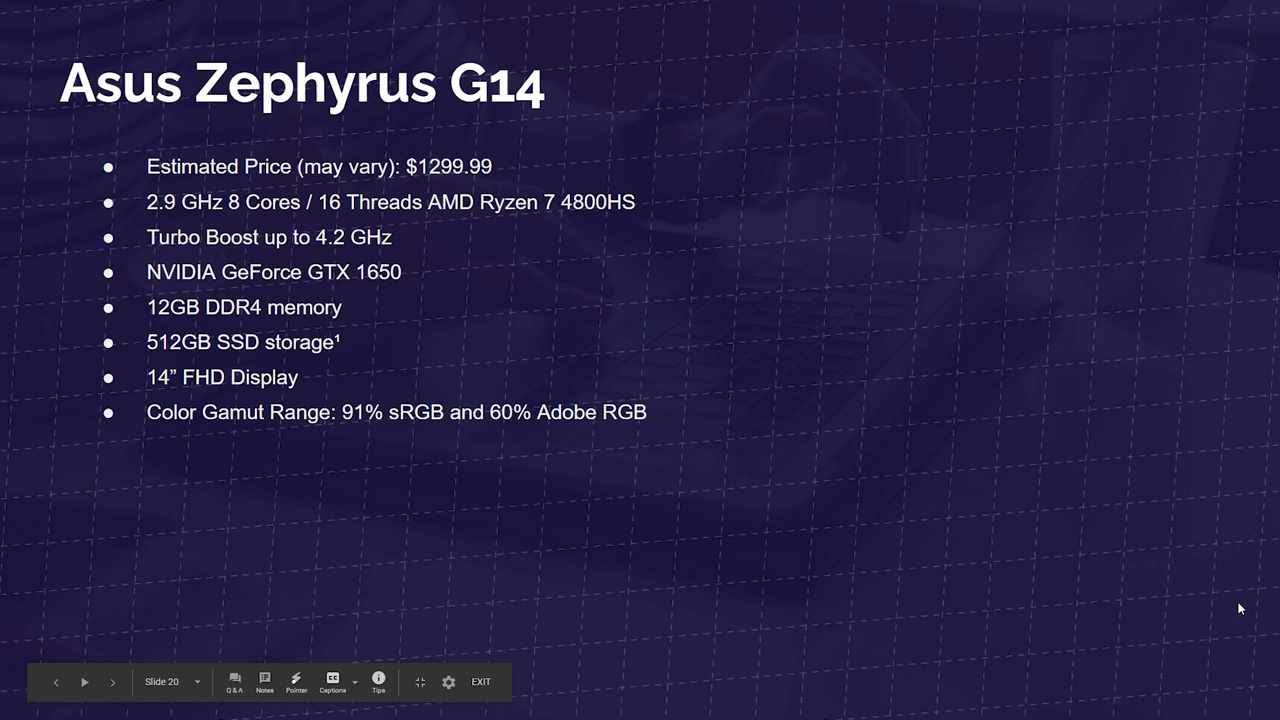 Asus Zephyrus G14
● Estimated Price (may vary): $1299.99
● 2.9 GHz 8 Cores / 16 Threads AMD Ryzen 7 4800HS
● Turbo Boost up to 4.2 GHz
● NVIDIA GeForce GTX 1650
● 12GB DDR4 memory
● 512GB SSD storage¹
● 14” FHD Display
● Color Gamut Range: 91% sRGB and 60% Adobe RGB
Slide 20 Q & A Notes Pointer Captions Tips EXIT